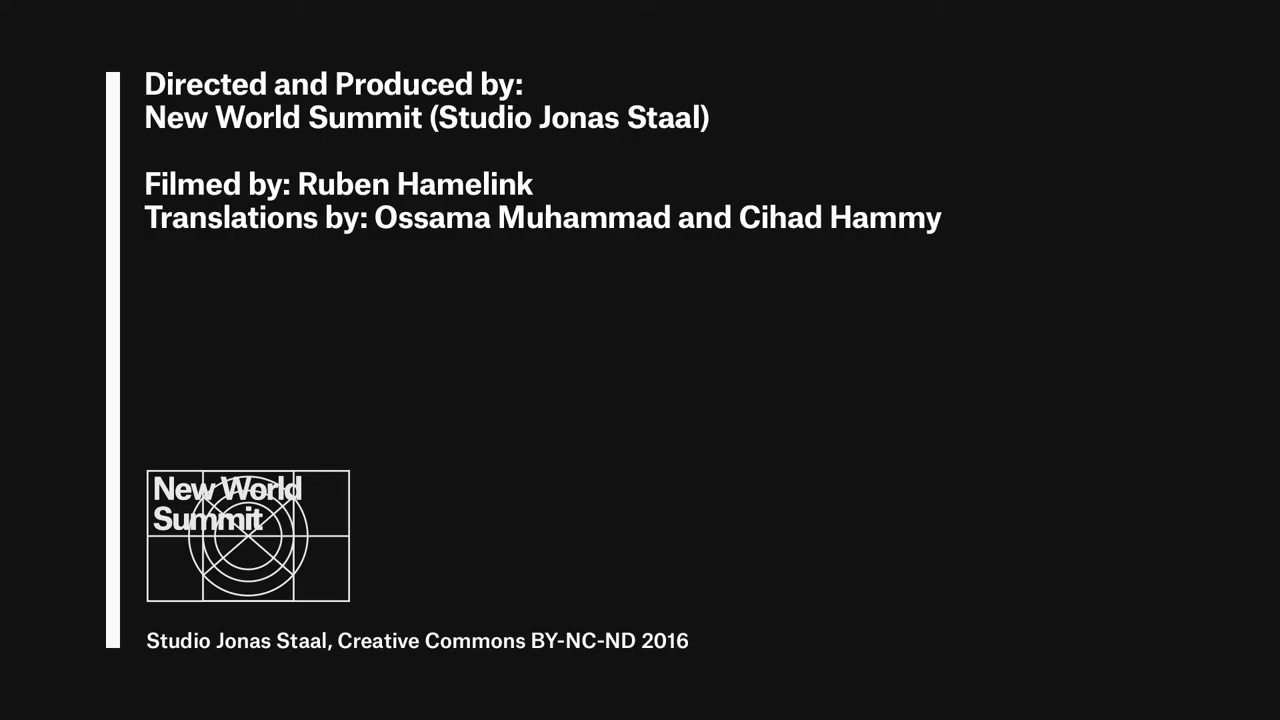 Directed and Produced by:
New World Summit (Studio Jonas Staal)
Filmed by: Ruben Hamelink
Translations by: Ossama Muhammad and Cihad Hammy
New World
Summit
Studio Jonas Staal, Creative Commons BY-NC-ND 2016